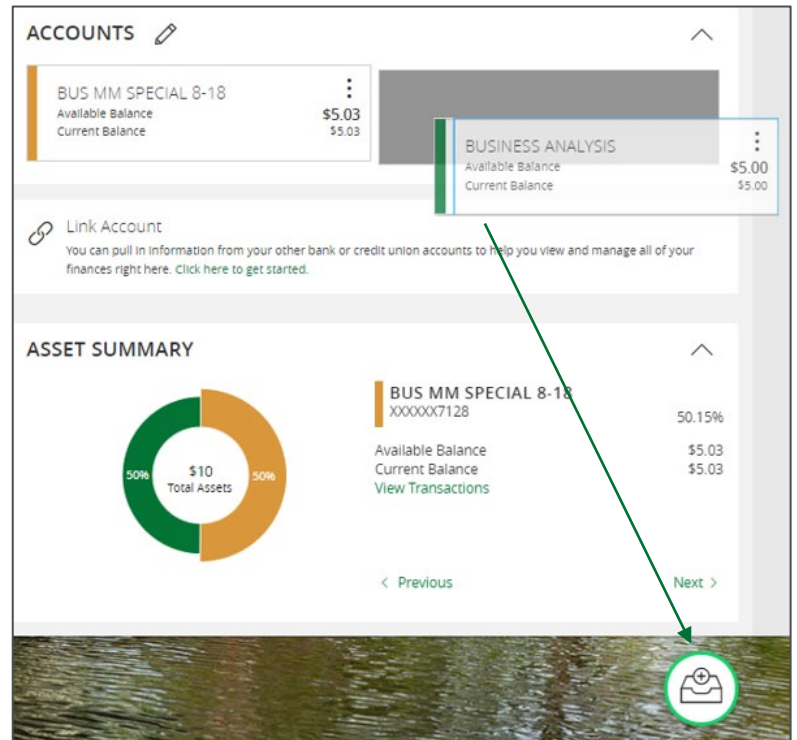 ACCOUNTS
BUS MM SPECIAL 8-18
Available Balance $5.03
Current Balance $5.03
BUSINESS ANALYSIS
Available Balance $5.00
Current Balance $5.00
Link Account
You can pull in information from your other bank or credit union accounts to help you view and manage all of your
finances right here. Click here to get started.
ASSET SUMMARY
50%
$10
Total Assets
50%
BUS MM SPECIAL 8-18
XXXXXX7128
50.15%
Available Balance $5.03
Current Balance $5.03
View Transactions
< Previous
Next >